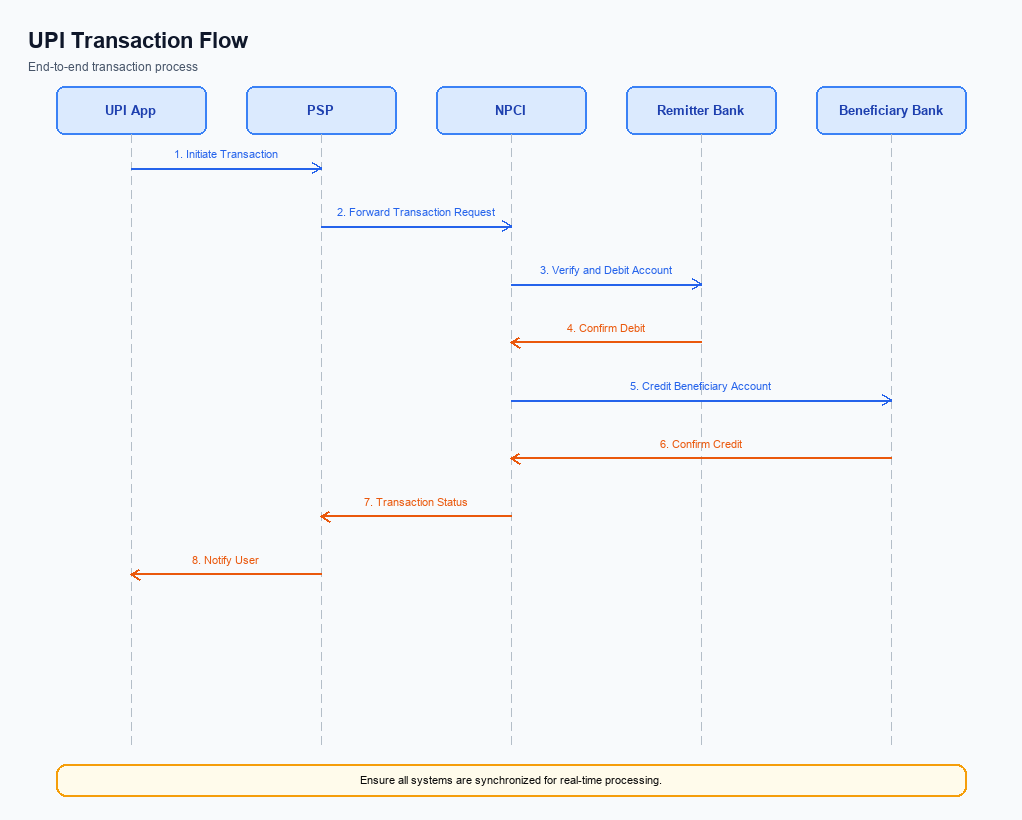 UPI Transaction Flow
End-to-end transaction process
UPI App
PSP
NPCI
Remitter Bank
Beneficiary Bank
1. Initiate Transaction
2. Forward Transaction Request
3. Verify and Debit Account
4. Confirm Debit
5. Credit Beneficiary Account
6. Confirm Credit
7. Transaction Status
8. Notify User
Ensure all systems are synchronized for real-time processing.